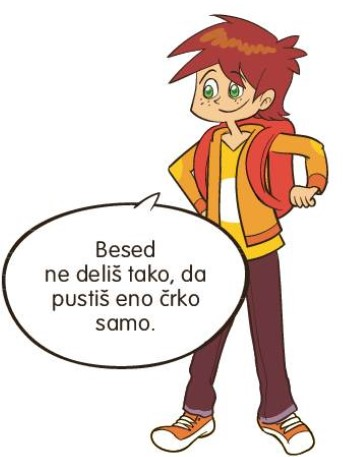 Besed
ne deliš tako, da
pustiš eno črko
samo.